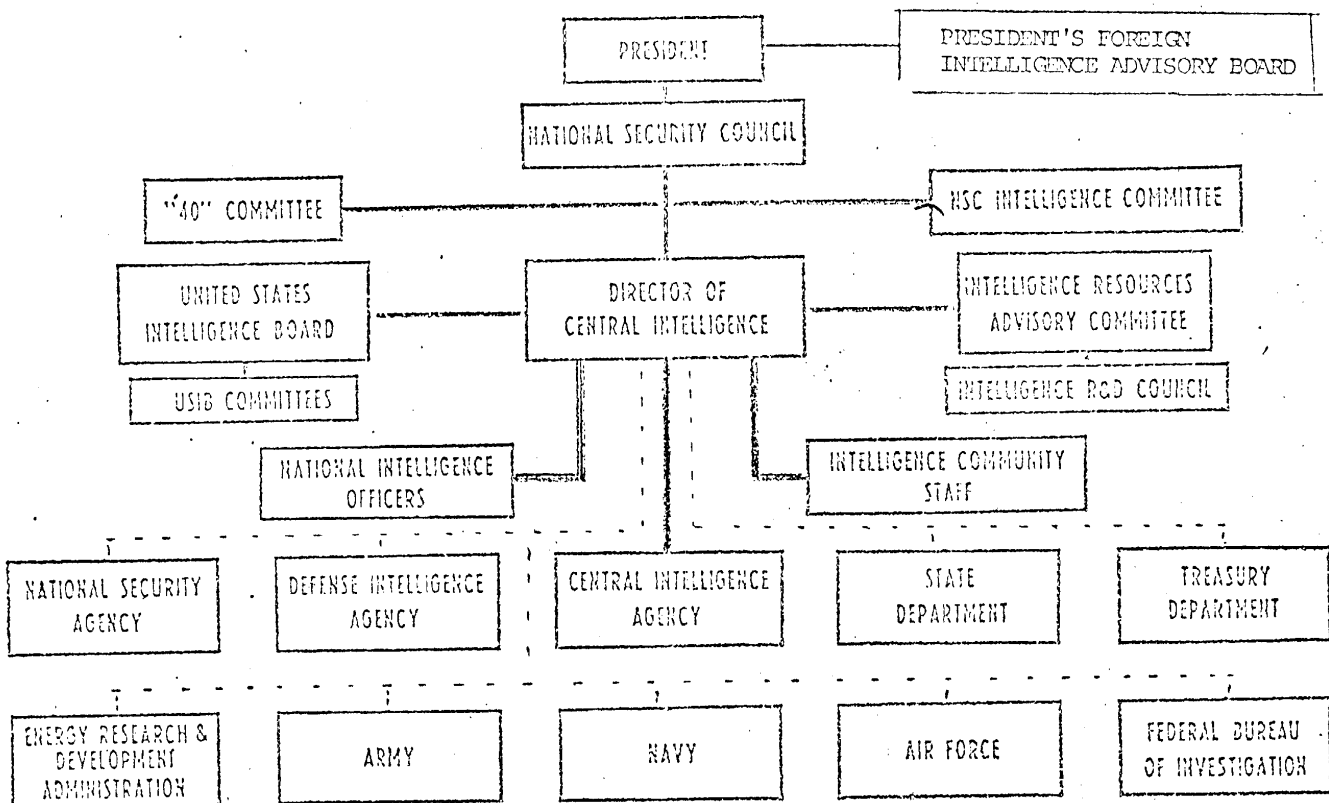 PRESIDENT
PRESIDENT'S FOREIGN
INTELLIGENCE ADVISORY BOARD
NATIONAL SECURITY COUNCIL
"40" COMMITTEE
NSC INTELLIGENCE COMMITTEE
UNITED STATES
INTELLIGENCE BOARD
DIRECTOR OF
CENTRAL INTELLIGENCE
INTELLIGENCE RESOURCES
ADVISORY COMMITTEE
USIB COMMITTEES
INTELLIGENCE R&D COUNCIL
NATIONAL INTELLIGENCE
OFFICERS
INTELLIGENCE COMMUNITY
STAFF
NATIONAL SECURITY
AGENCY
DEFENSE INTELLIGENCE
AGENCY
CENTRAL INTELLIGENCE
AGENCY
STATE
DEPARTMENT
TREASURY
DEPARTMENT
ENERGY RESEARCH &
DEVELOPMENT
ADMINISTRATION
ARMY
NAVY
AIR FORCE
FEDERAL BUREAU
OF INVESTIGATION